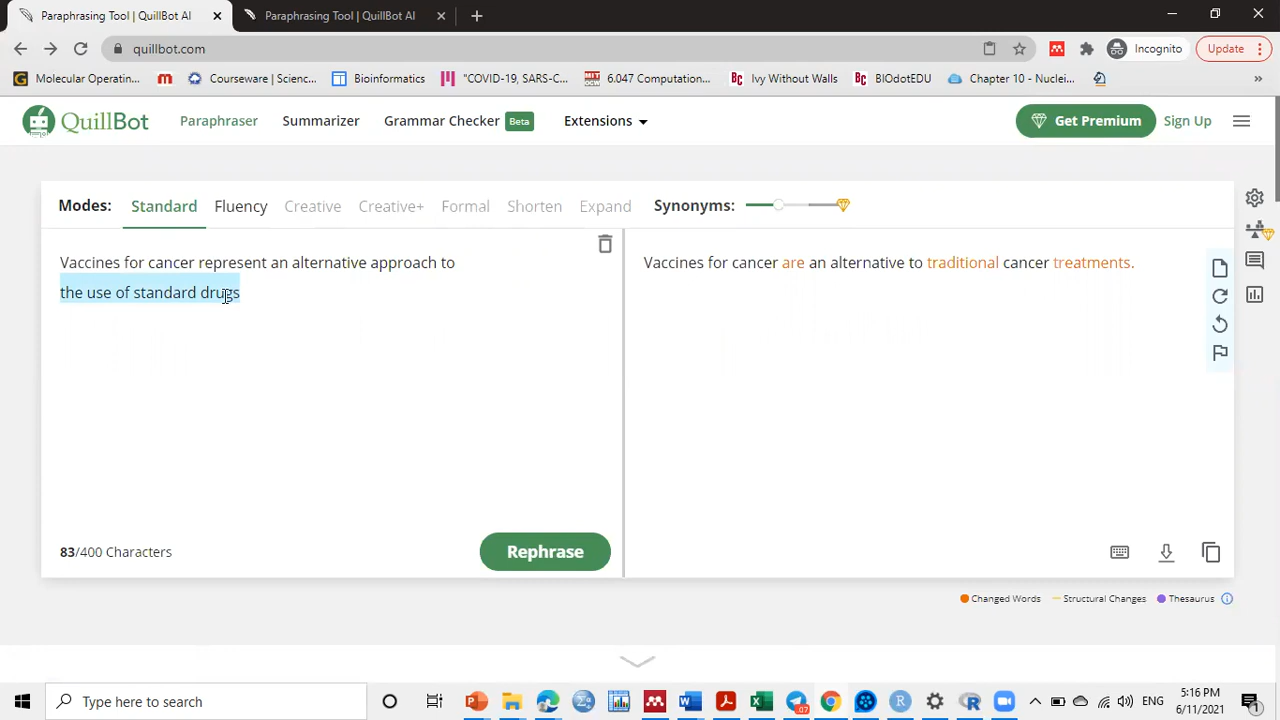 Paraphrasing Tool | QuillBot AI
Paraphrasing Tool | QuillBot AI
quillbot.com
Incognito
Update
Molecular Operatin...
Courseware | Scienc...
Bioinformatics
"COVID-19, SARS-C...
6.047 Computation...
Ivy Without Walls
BIOdotEDU
Chapter 10 - Nuclei...
QuillBot
Paraphraser
Summarizer
Grammar Checker Beta
Extensions
Get Premium
Sign Up
Modes: Standard Fluency Creative Creative+ Formal Shorten Expand Synonyms:
Vaccines for cancer represent an alternative approach to
the use of standard drugs
Vaccines for cancer are an alternative to traditional cancer treatments.
83/400 Characters
Rephrase
Changed Words Structural Changes Thesaurus
Type here to search
07
ENG
5:16 PM
6/11/2021
1